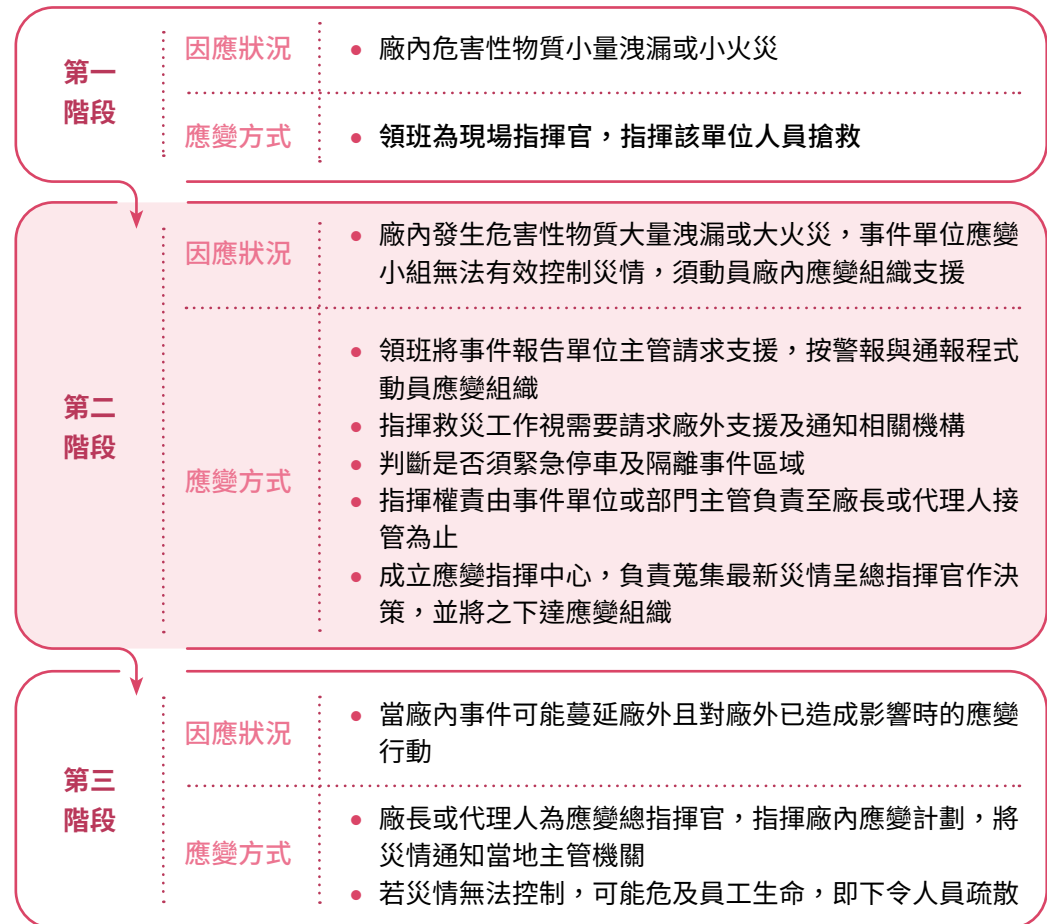 第一
階段
因應狀況
• 廠內危害性物質小量洩漏或小火災
應變方式
• 領班為現場指揮官，指揮該單位人員搶救
第二
階段
因應狀況
• 廠內發生危害性物質大量洩漏或大火災，事件單位應變
小組無法有效控制災情，須動員廠內應變組織支援
應變方式
• 領班將事件報告單位主管請求支援，按警報與通報程式
動員應變組織
• 指揮救災工作視需要請求廠外支援及通知相關機構
• 判斷是否須緊急停車及隔離事件區域
• 指揮權責由事件單位或部門主管負責至廠長或代理人接
管為止
• 成立應變指揮中心，負責蒐集最新災情呈總指揮官作決
策，並將之下達應變組織
第三
階段
因應狀況
• 當廠內事件可能蔓延廠外且對廠外已造成影響時的應變
行動
應變方式
• 廠長或代理人為應變總指揮官，指揮廠內應變計劃，將
災情通知當地主管機關
• 若災情無法控制，可能危及員工生命，即下令人員疏散